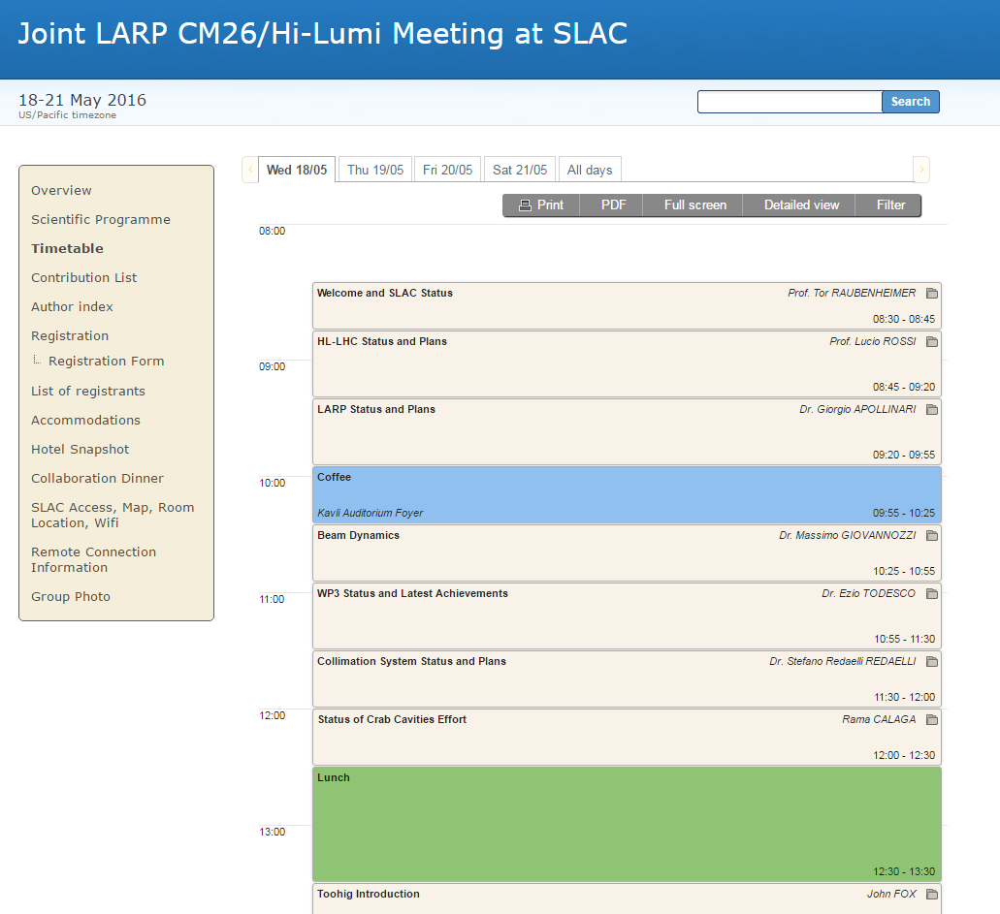 Joint LARP CM26/Hi-Lumi Meeting at SLAC
18-21 May 2016
US/Pacific timezone
Search
Overview
Scientific Programme
Timetable
Contribution List
Author index
Registration
Registration Form
List of registrants
Accommodations
Hotel Snapshot
Collaboration Dinner
SLAC Access, Map, Room
Location, Wifi
Remote Connection
Information
Group Photo
Wed 18/05 Thu 19/05 Fri 20/05 Sat 21/05 All days
Print PDF Full screen Detailed view Filter
08:00
Welcome and SLAC Status Prof. Tor RAUBENHEIMER
08:30 - 08:45
HL-LHC Status and Plans Prof. Lucio ROSSI
09:00
08:45 - 09:20
LARP Status and Plans Dr. Giorgio APOLLINARI
09:20 - 09:55
Coffee
10:00
Kavli Auditorium Foyer 09:55 - 10:25
Beam Dynamics Dr. Massimo GIOVANNOZZI
10:25 - 10:55
WP3 Status and Latest Achievements Dr. Ezio TODESCO
11:00
10:55 - 11:30
Collimation System Status and Plans Dr. Stefano Redaelli REDAELLI
11:30 - 12:00
12:00
Status of Crab Cavities Effort Rama CALAGA
12:00 - 12:30
Lunch
13:00
12:30 - 13:30
Toohig Introduction John FOX